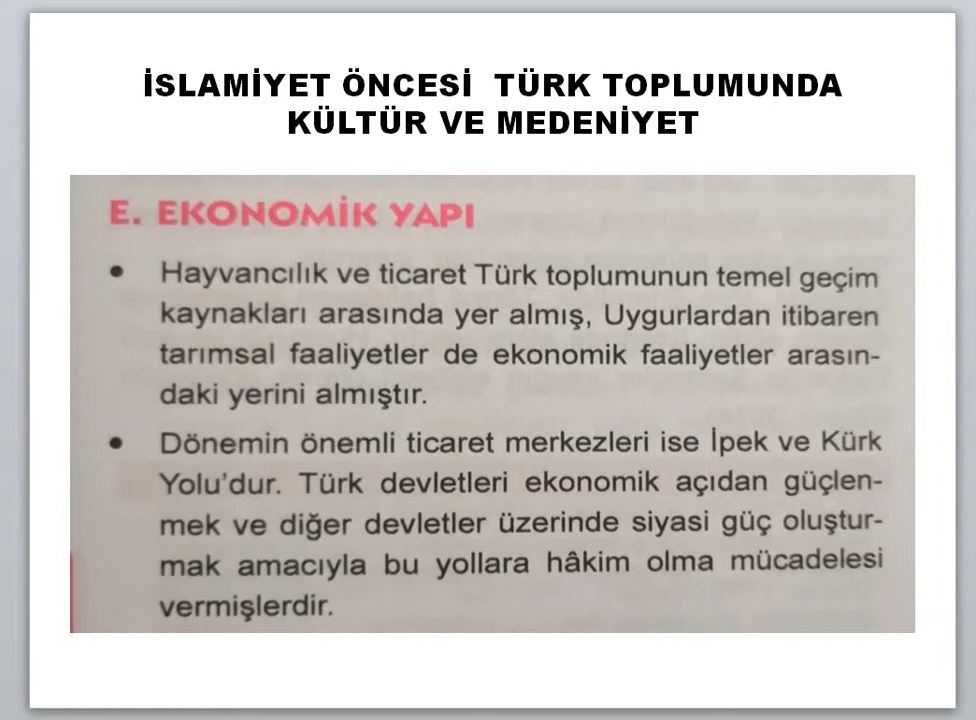 İSLAMİYET ÖNCESİ TÜRK TOPLUMUNDA
KÜLTÜR VE MEDENİYET
E. EKONOMİK YAPI
• Hayvancılık ve ticaret Türk toplumunun temel geçim
kaynakları arasında yer almış, Uygurlardan itibaren
tarımsal faaliyetler de ekonomik faaliyetler arasın-
daki yerini almıştır.
• Dönemin önemli ticaret merkezleri ise İpek ve Kürk
Yolu'dur. Türk devletleri ekonomik açıdan güçlen-
mek ve diğer devletler üzerinde siyasi güç oluştur-
mak amacıyla bu yollara hâkim olma mücadelesi
vermişlerdir.